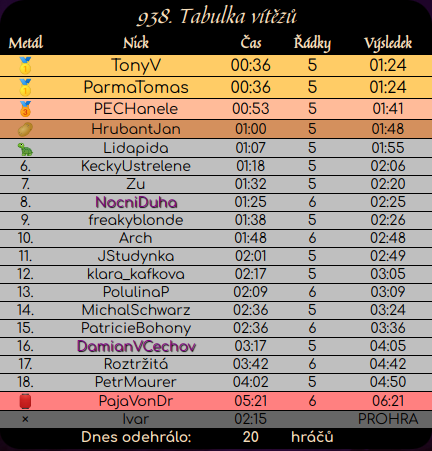 938. Tabulka vítězů
Metál Nick Čas Řádky Výsledek
1 TonyV 00:36 5 01:24
1 ParmaTomas 00:36 5 01:24
3 PECHanele 00:53 5 01:41
HrubantJan 01:00 5 01:48
Lidapida 01:07 5 01:55
6. KeckyUstrelene 01:18 5 02:06
7. Zu 01:32 5 02:20
8. NocniDuha 01:25 6 02:25
9. freakyblonde 01:38 5 02:26
10. Arch 01:48 6 02:48
11. JStudynka 02:01 5 02:49
12. klara_kafkova 02:17 5 03:05
13. PolulinaP 02:09 6 03:09
14. MichalSchwarz 02:36 5 03:24
15. PatricieBohony 02:36 6 03:36
16. DamianVCechov 03:17 5 04:05
17. Roztržitá 03:42 6 04:42
18. PetrMaurer 04:02 5 04:50
PajaVonDr 05:21 6 06:21
× Ivar 02:15 PROHRA
Dnes odehrálo: 20 hráčů